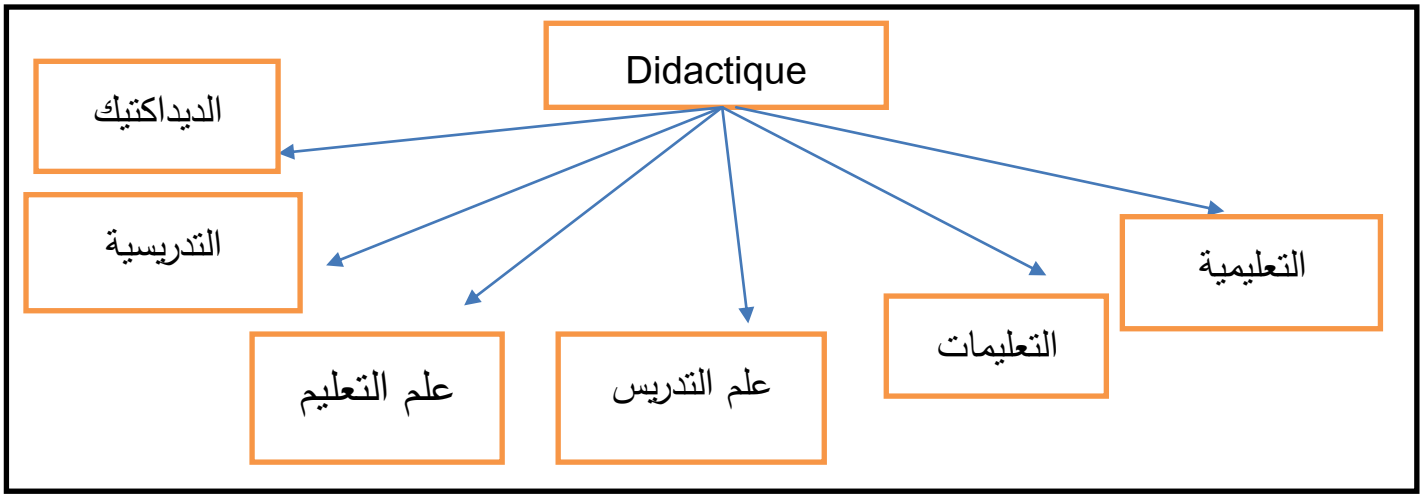 Didactique
الديداكتيك
التدريسية
التعليمية
التعليمات
علم التدريس
علم التعليم